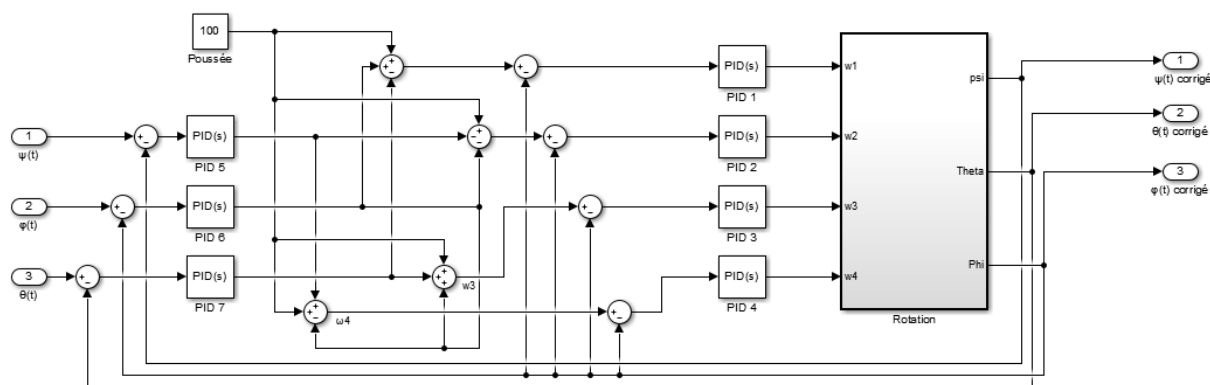 100
Poussée
1
ψ(t)
2
φ(t)
3
θ(t)
PID(s)
PID 5
PID(s)
PID 6
PID(s)
PID 7
w3
ω4
PID(s)
PID 1
PID(s)
PID 2
PID(s)
PID 3
PID(s)
PID 4
w1
w2
w3
w4
psi
Theta
Phi
Rotation
1
ψ(t) corrigé
2
θ(t) corrigé
3
φ(t) corrigé